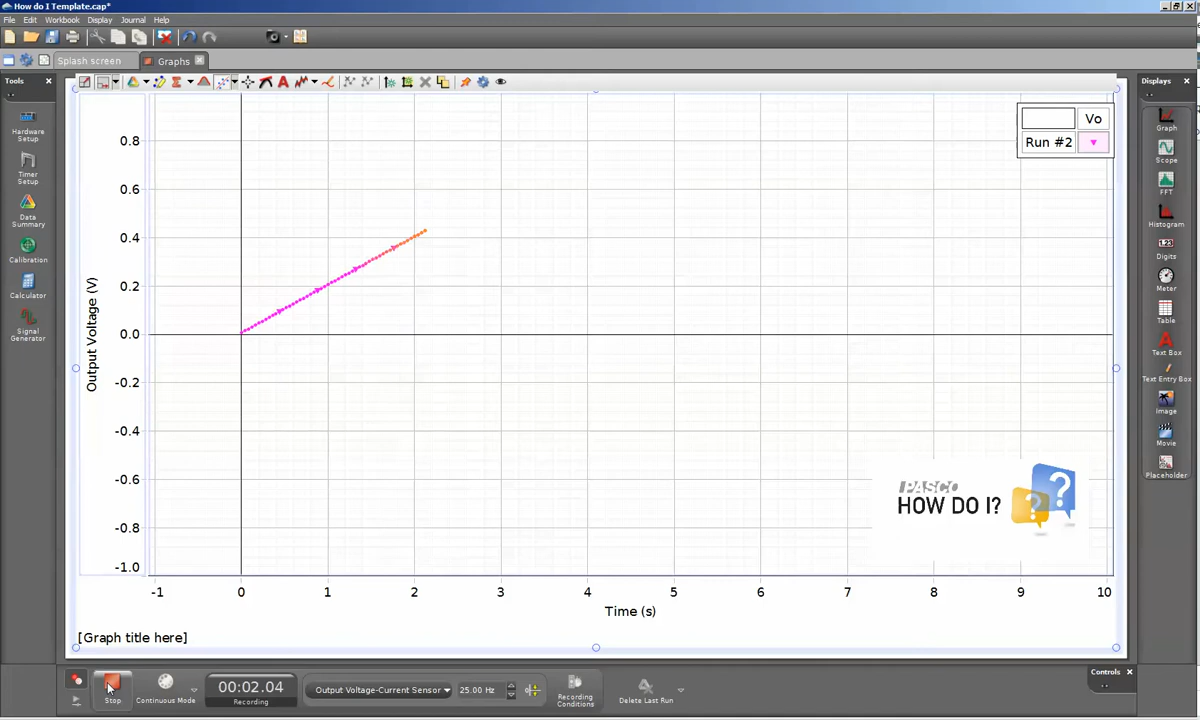 How do I Template.cap*
File Edit Workbook Display Journal Help
Splash screen
Graphs
Tools
Displays
Hardware Setup
Timer Setup
Data Summary
Calibration
Calculator
Signal Generator
Output Voltage (V)
0.8
0.6
0.4
0.2
0.0
-0.2
-0.4
-0.6
-0.8
-1.0
Vo
Run #2
PASCO
HOW DO I?
-1 0 1 2 3 4 5 6 7 8 9 10
Time (s)
[Graph title here]
Graph
Scope
FFT
Histogram
Digits
Meter
Table
Text Box
Text Entry Box
Image
Movie
Placeholder
Stop
Continuous Mode
00:02.04
Recording
Output Voltage-Current Sensor
25.00 Hz
Recording Conditions
Delete Last Run
Controls